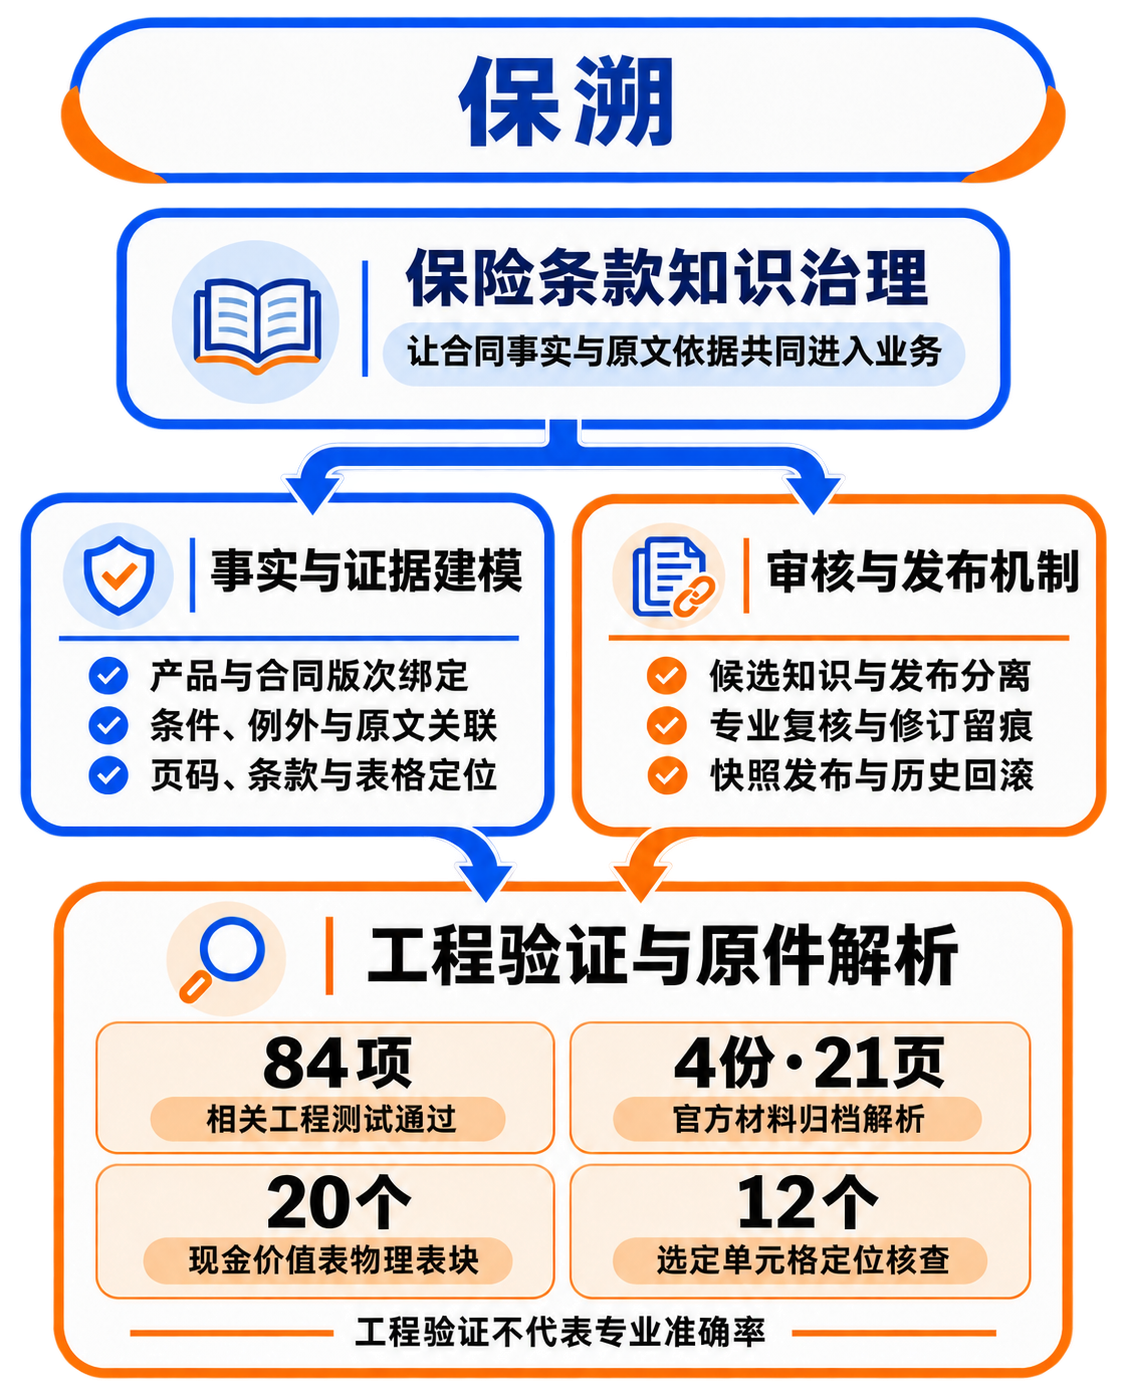 保溯
保险条款知识治理
让合同事实与原文依据共同进入业务
事实与证据建模
产品与合同版次绑定
条件、例外与原文关联
页码、条款与表格定位
审核与发布机制
候选知识与发布分离
专业复核与修订留痕
快照发布与历史回滚
工程验证与原件解析
84项
相关工程测试通过
4份·21页
官方材料归档解析
20个
现金价值表物理表块
12个
选定单元格定位核查
工程验证不代表专业准确率